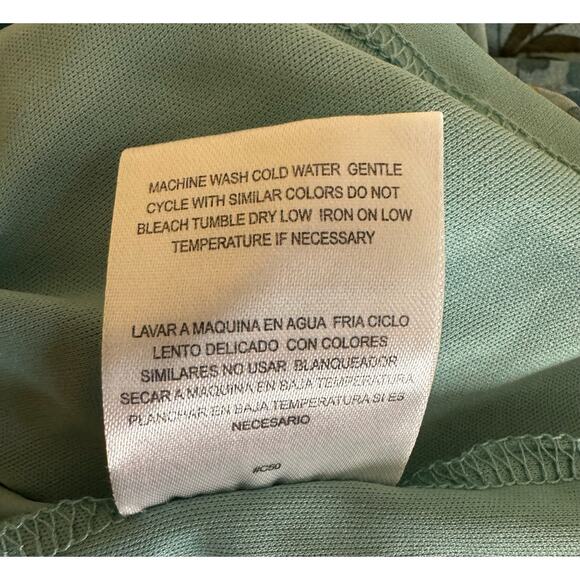 MACHINE WASH COLD WATER GENTLE
CYCLE WITH SIMILAR COLORS DO NOT
BLEACH TUMBLE DRY LOW IRON ON LOW
TEMPERATURE IF NECESSARY
LAVAR A MAQUINA EN AGUA FRIA CICLO
LENTO DELICADO CON COLORES
SIMILARES NO USAR BLANQUEADOR
SECAR A MAQUINA EN BAJA TEMPERATURA
PLANCHAR EN BAJA TEMPERATURA SI ES
NECESARIO
#C50